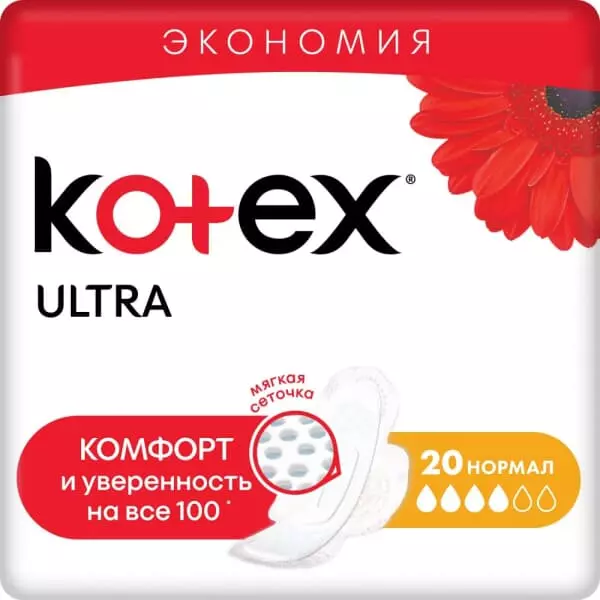 ЭКОНОМИЯ
kotex®
ULTRA
мягкая
сеточка
КОМФОРТ
и уверенность
на все 100*
20 НОРМАЛ